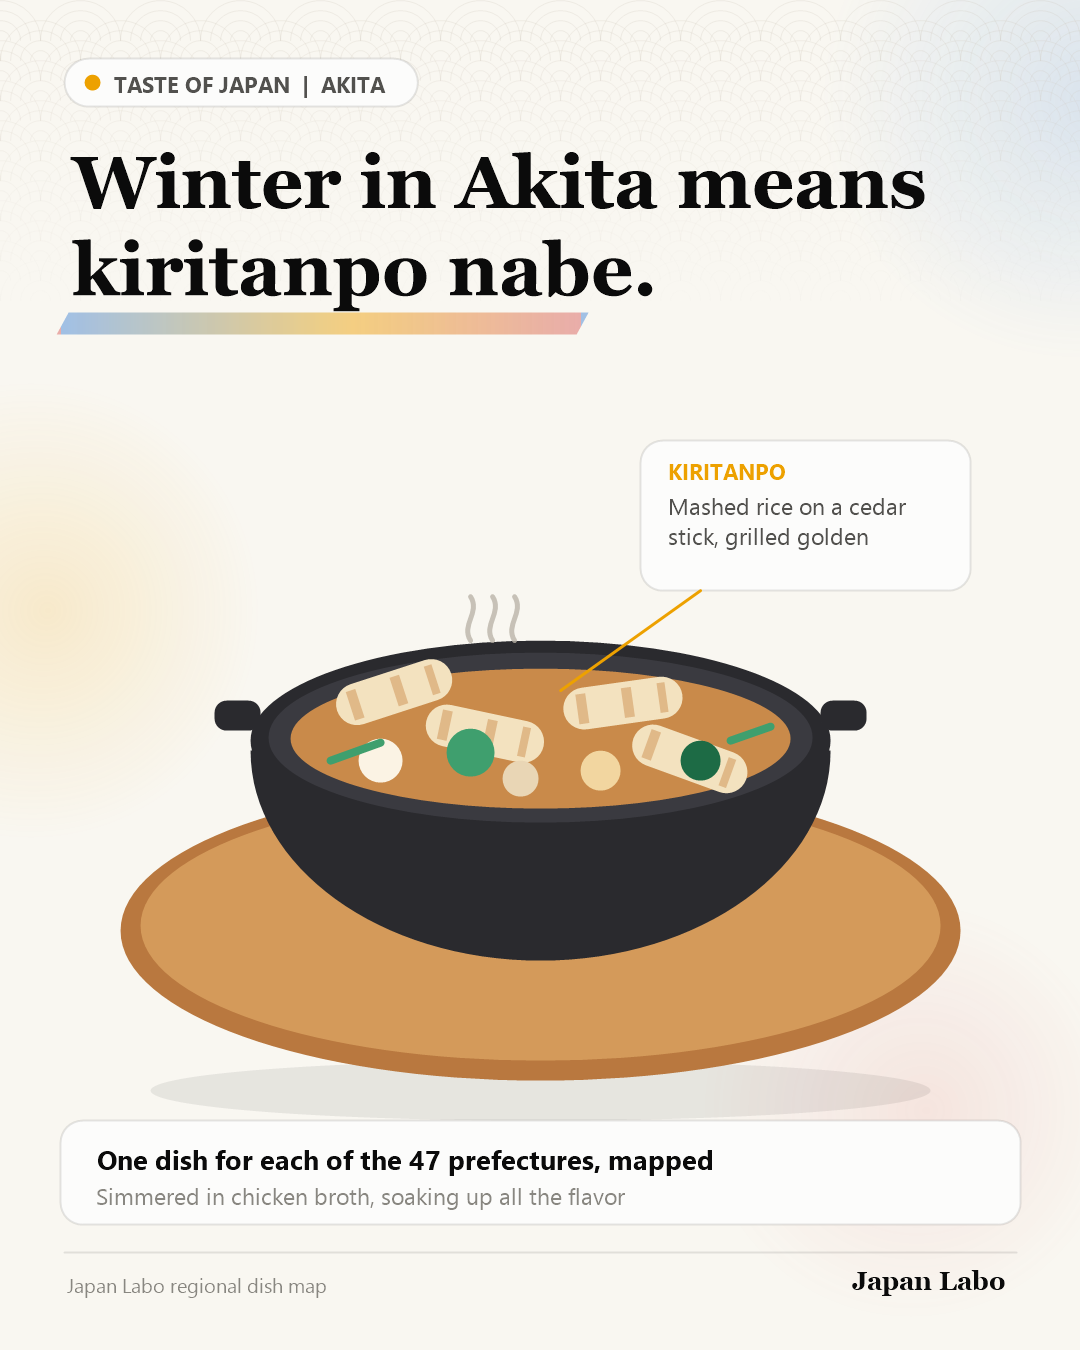 TASTE OF JAPAN | AKITA
Winter in Akita means
kiritanpo nabe.
KIRITANPO
Mashed rice on a cedar
stick, grilled golden
One dish for each of the 47 prefectures, mapped
Simmered in chicken broth, soaking up all the flavor
Japan Labo regional dish map
Japan Labo